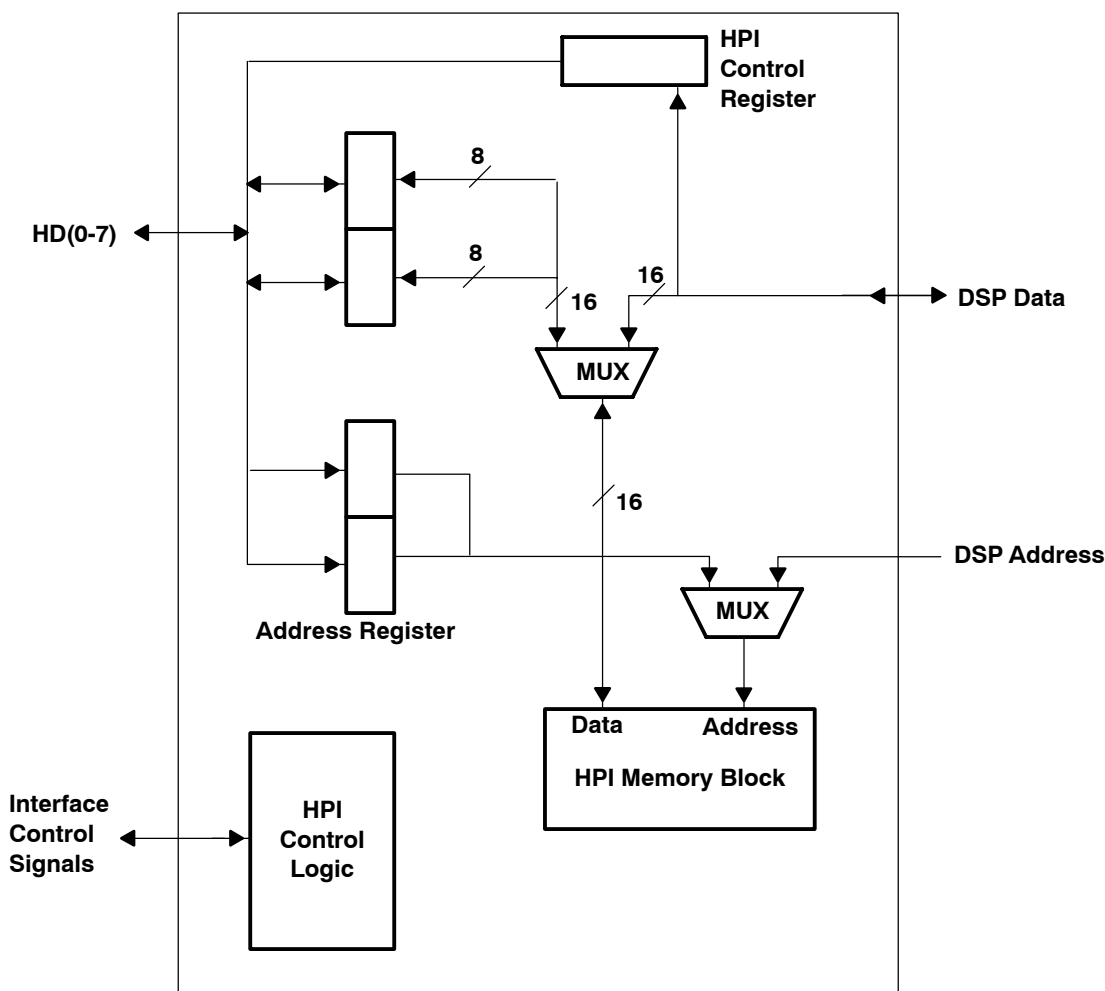 HPI
Control
Register
8
HD(0-7)
8
16
16
DSP Data
MUX
16
DSP Address
MUX
Address Register
Data
Address
HPI Memory Block
Interface
Control
Signals
HPI
Control
Logic